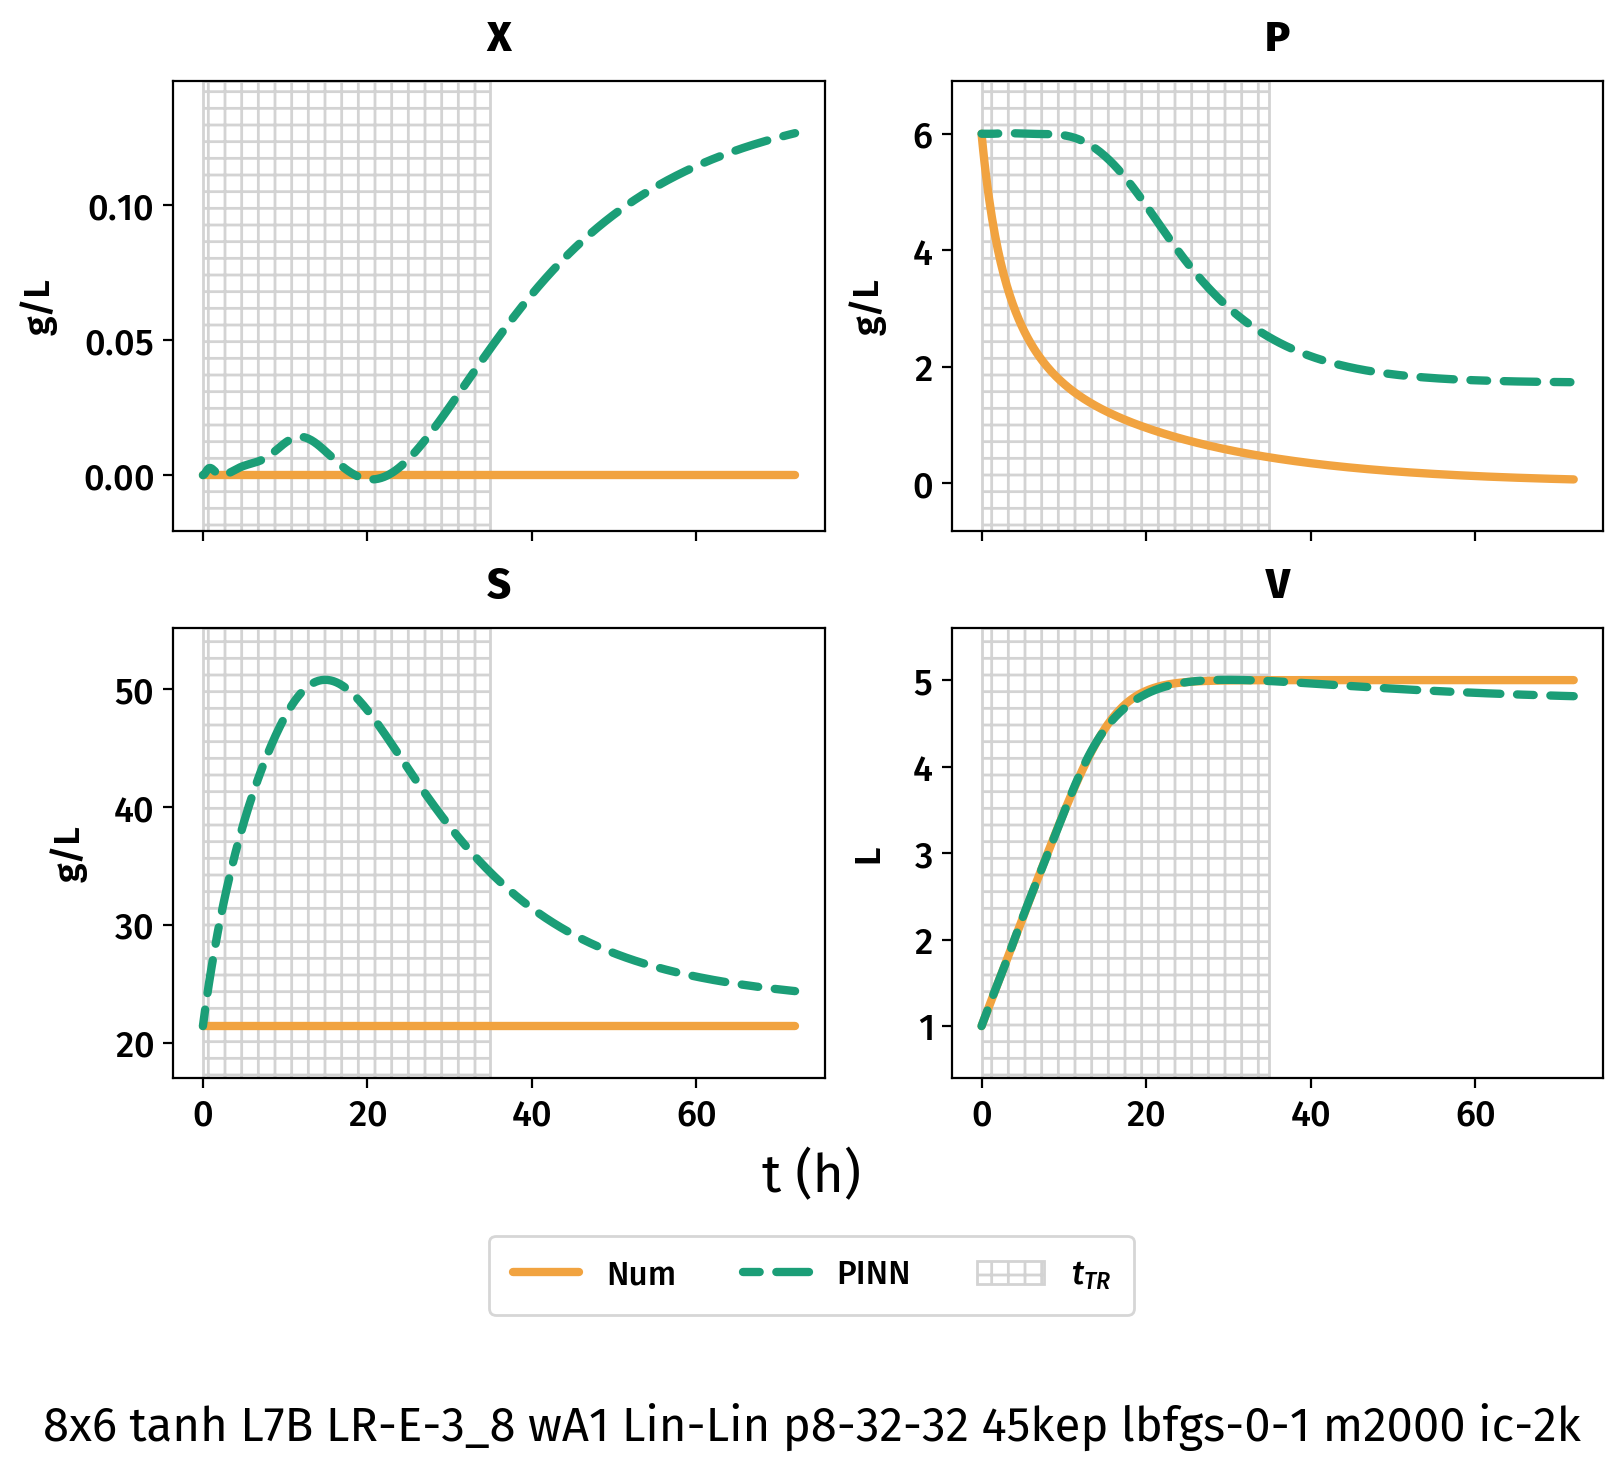 X
P
g/L
0.10
0.05
0.00
g/L
6
4
2
0
S
V
g/L
50
40
30
20
L
5
4
3
2
1
0 20 40 60
0 20 40 60
t (h)
Num PINN t_TR
8x6 tanh L7B LR-E-3_8 wA1 Lin-Lin p8-32-32 45kep lbfgs-0-1 m2000 ic-2k